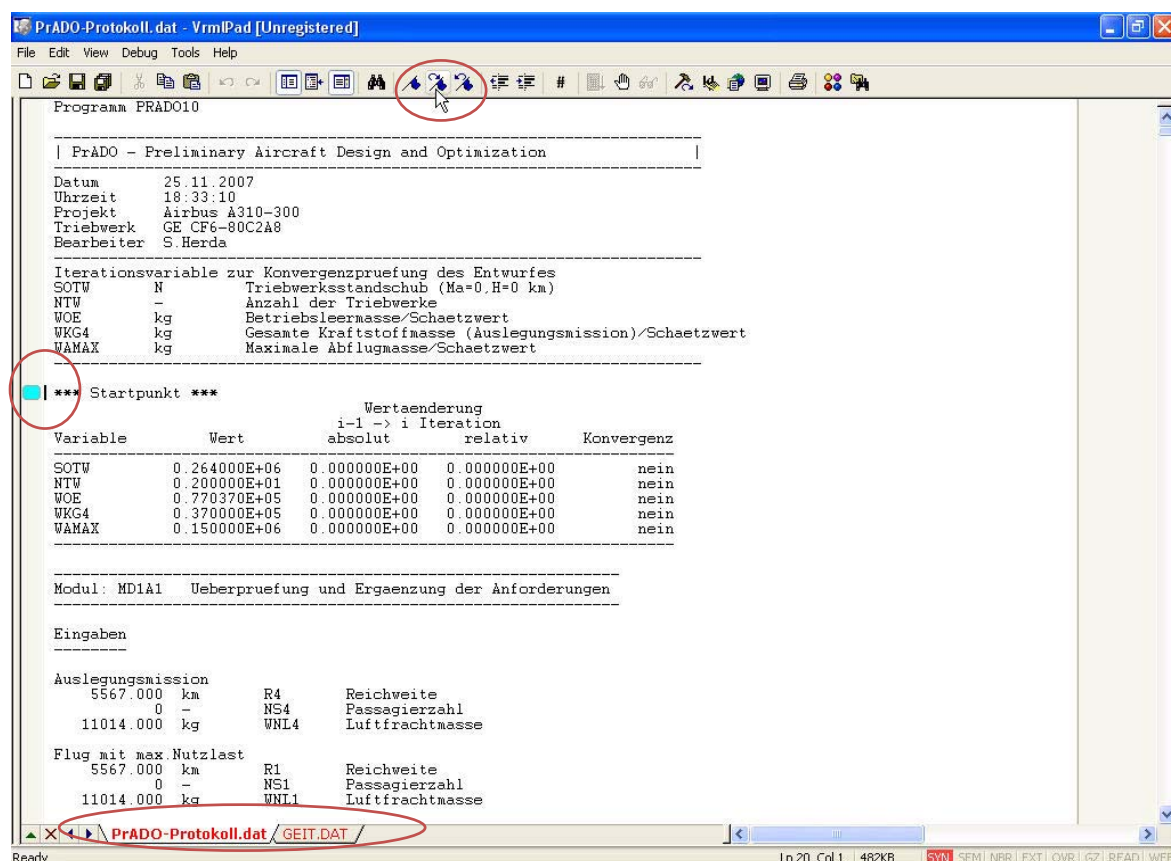 PrADO-Protokoll.dat - VrmlPad [Unregistered]
File Edit View Debug Tools Help
Programm PRADO10
| PrADO - Preliminary Aircraft Design and Optimization |
Datum 25.11.2007
Uhrzeit 18:33:10
Projekt Airbus A310-300
Triebwerk GE CF6-80C2A8
Bearbeiter S.Herda
Iterationsvariable zur Konvergenzpruefung des Entwurfes
SOTW N Triebwerksstandschub (Ma=0,H=0 km)
NTW - Anzahl der Triebwerke
WOE kg Betriebsleermasse/Schaetzwert
WKG4 kg Gesamte Kraftstoffmasse (Auslegungsmission)/Schaetzwert
WAMAX kg Maximale Abflugmasse/Schaetzwert
*** Startpunkt ***
Wertaenderung
i-1 -> i Iteration
Variable Wert absolut relativ Konvergenz
SOTW 0.264000E+06 0.000000E+00 0.000000E+00 nein
NTW 0.200000E+01 0.000000E+00 0.000000E+00 nein
WOE 0.770370E+05 0.000000E+00 0.000000E+00 nein
WKG4 0.370000E+05 0.000000E+00 0.000000E+00 nein
WAMAX 0.150000E+06 0.000000E+00 0.000000E+00 nein
Modul: MD1A1 Ueberpruefung und Ergaenzung der Anforderungen
Eingaben
Auslegungsmission
5567.000 km R4 Reichweite
0 - NS4 Passagierzahl
11014.000 kg WNL4 Luftfrachtmasse
Flug mit max.Nutzlast
5567.000 km R1 Reichweite
0 - NS1 Passagierzahl
11014.000 kg WNL1 Luftfrachtmasse
PrADO-Protokoll.dat GEIT.DAT
Ready Ln 20, Col 1 482KB SYN SEM NBR EXT OVR GZ READ WEB